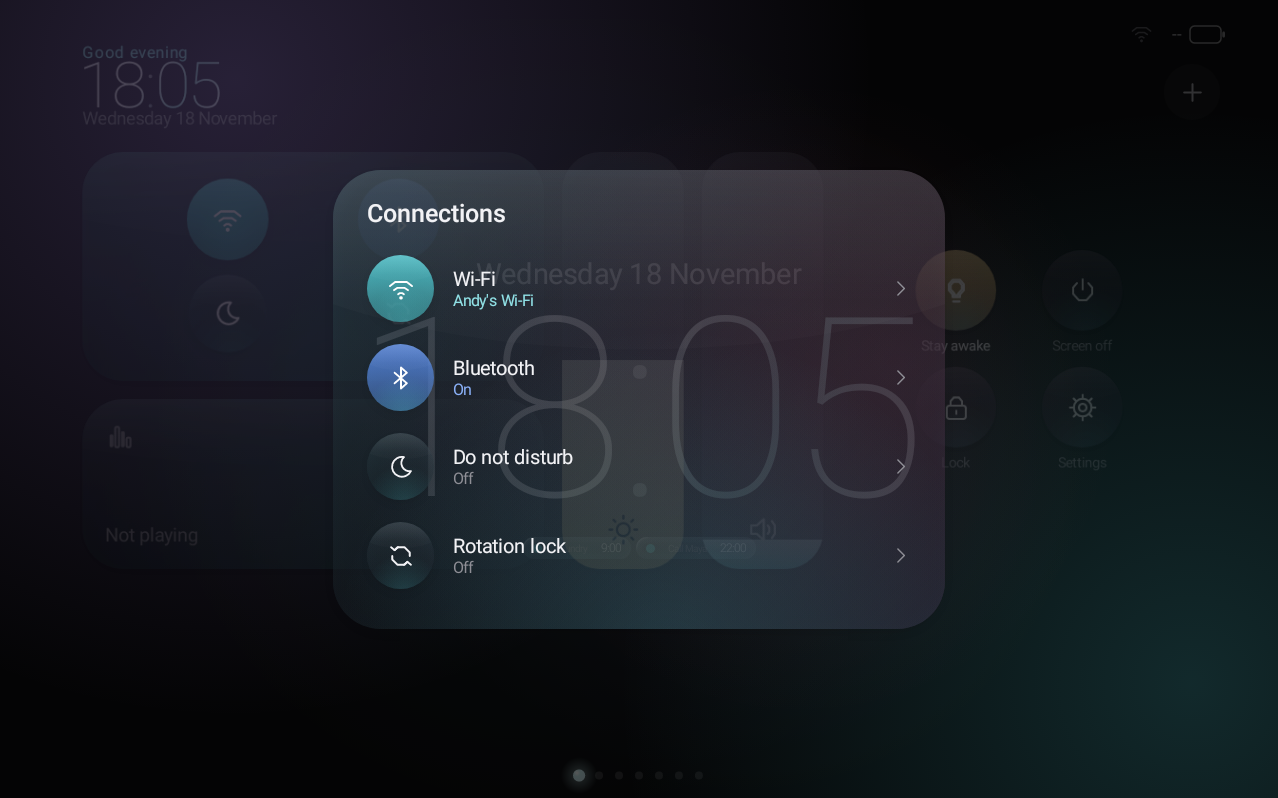 Good evening
18:05
Wednesday 18 November
Connections
Wednesday 18 November
Wi-Fi
Andy's Wi-Fi
18 05
Stay awake
Screen off
Bluetooth
On
Lock
Settings
Do not disturb
Off
Not playing
Rotation lock
Off
9:00
22:00